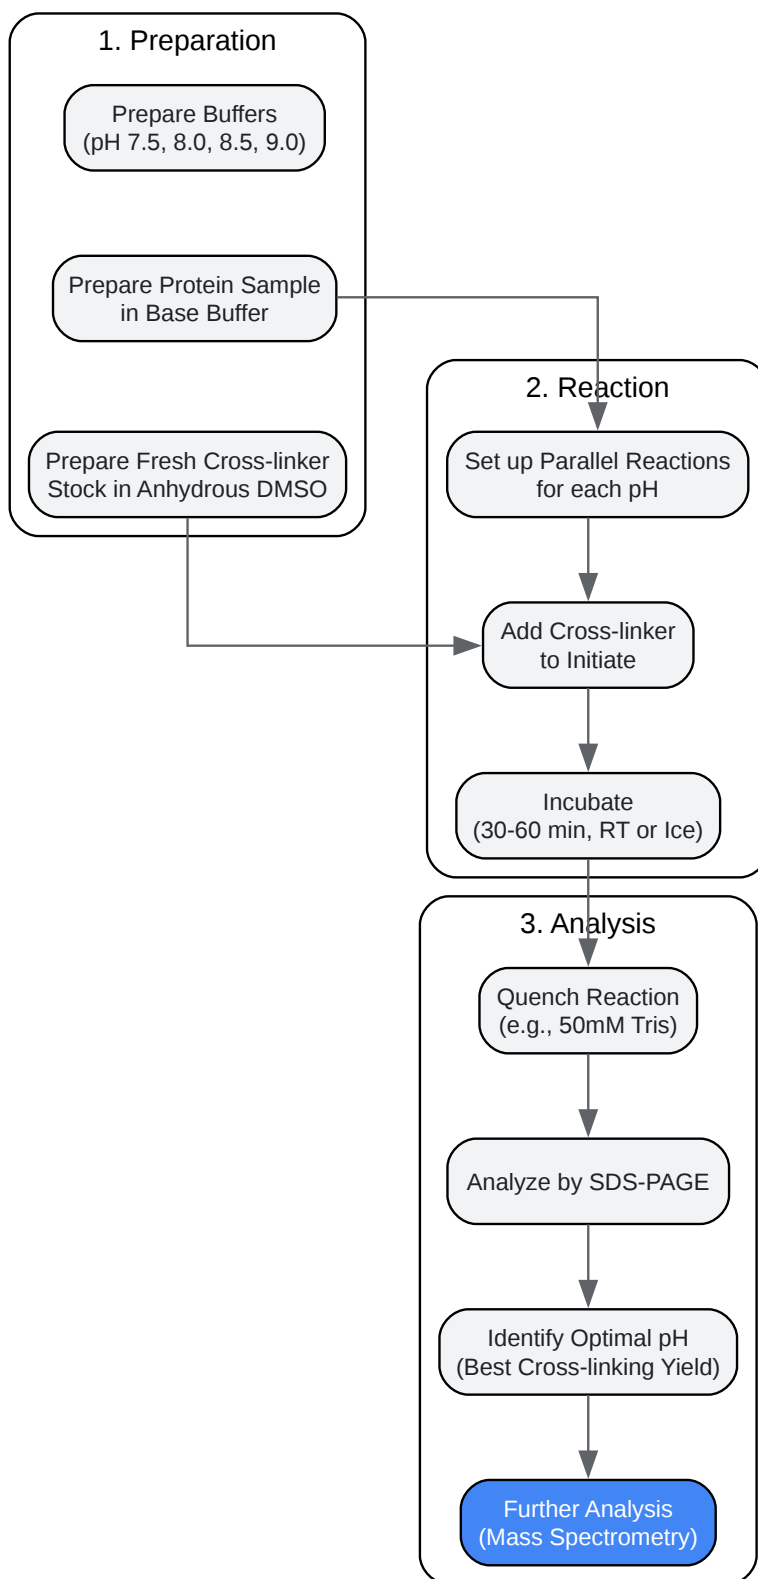 1. Preparation
Prepare Buffers
(pH 7.5, 8.0, 8.5, 9.0)
Prepare Protein Sample
in Base Buffer
Prepare Fresh Cross-linker
Stock in Anhydrous DMSO
2. Reaction
Set up Parallel Reactions
for each pH
Add Cross-linker
to Initiate
Incubate
(30-60 min, RT or Ice)
3. Analysis
Quench Reaction
(e.g., 50mM Tris)
Analyze by SDS-PAGE
Identify Optimal pH
(Best Cross-linking Yield)
Further Analysis
(Mass Spectrometry)